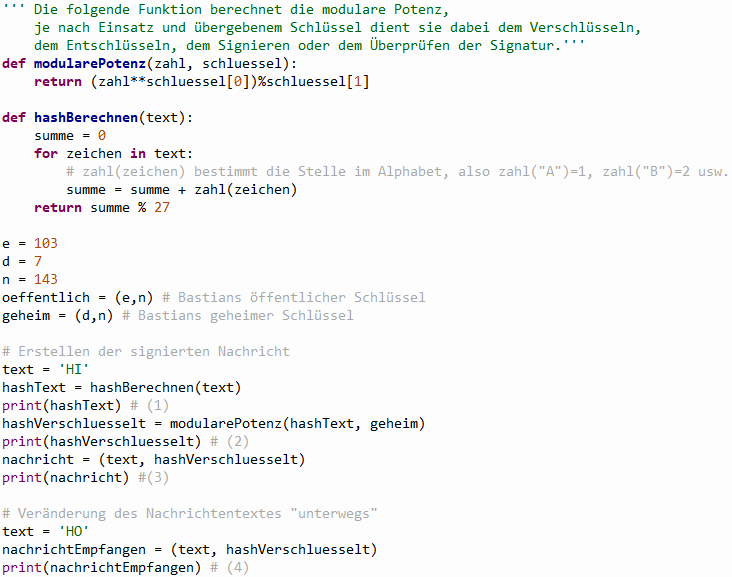 ''' Die folgende Funktion berechnet die modulare Potenz,
    je nach Einsatz und übergebenem Schlüssel dient sie dabei dem Verschlüsseln,
    dem Entschlüsseln, dem Signieren oder dem Überprüfen der Signatur.'''
def modularePotenz(zahl, schluessel):
    return (zahl**schluessel[0])%schluessel[1]

def hashBerechnen(text):
    summe = 0
    for zeichen in text:
        # zahl(zeichen) bestimmt die Stelle im Alphabet, also zahl("A")=1, zahl("B")=2 usw.
        summe = summe + zahl(zeichen)
    return summe % 27

e = 103
d = 7
n = 143
oeffentlich = (e,n) # Bastians öffentlicher Schlüssel
geheim = (d,n) # Bastians geheimer Schlüssel

# Erstellen der signierten Nachricht
text = 'HI'
hashText = hashBerechnen(text)
print(hashText) # (1)
hashVerschluesselt = modularePotenz(hashText, geheim)
print(hashVerschluesselt) # (2)
nachricht = (text, hashVerschluesselt)
print(nachricht) #(3)

# Veränderung des Nachrichtentextes "unterwegs"
text = 'HO'
nachrichtEmpfangen = (text, hashVerschluesselt)
print(nachrichtEmpfangen) # (4)